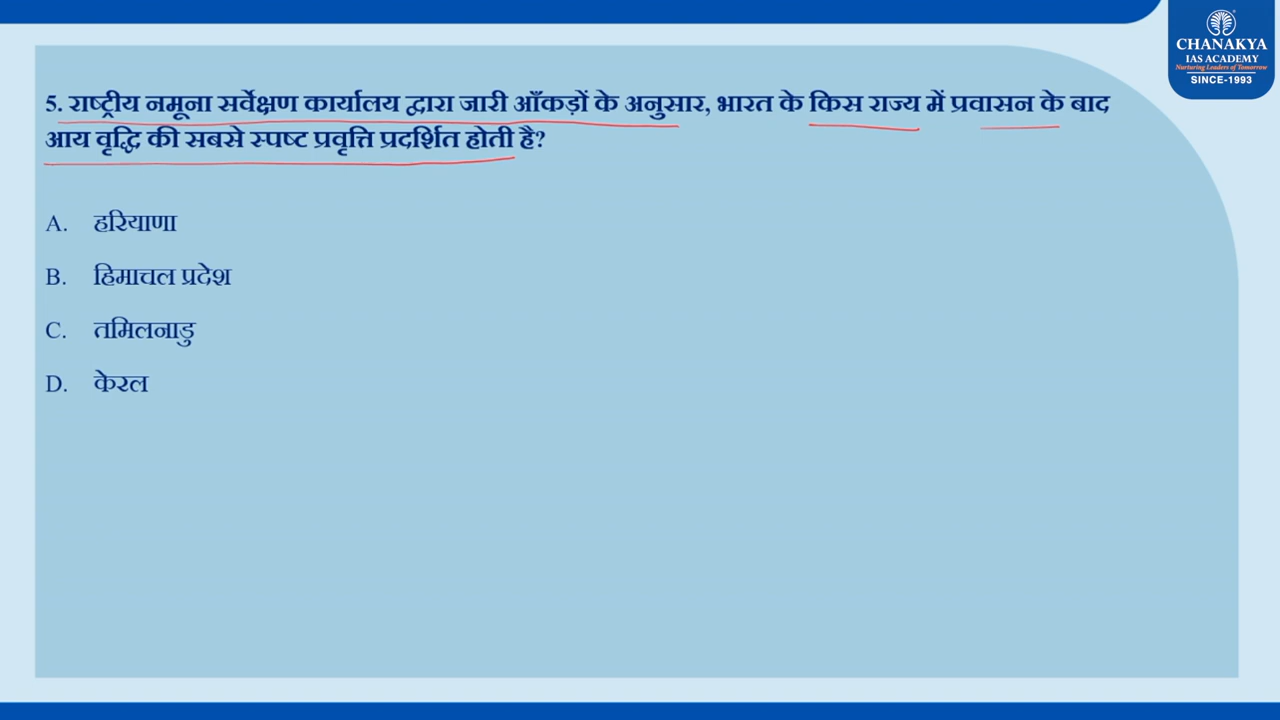 CHANAKYA
IAS ACADEMY
Nurturing Leaders of Tomorrow
SINCE-1993
5. राष्ट्रीय नमूना सर्वेक्षण कार्यालय द्वारा जारी आँकड़ों के अनुसार, भारत के किस राज्य में प्रवासन के बाद
आय वृद्धि की सबसे स्पष्ट प्रवृत्ति प्रदर्शित होती है?
A. हरियाणा
B. हिमाचल प्रदेश
C. तमिलनाडु
D. केरल